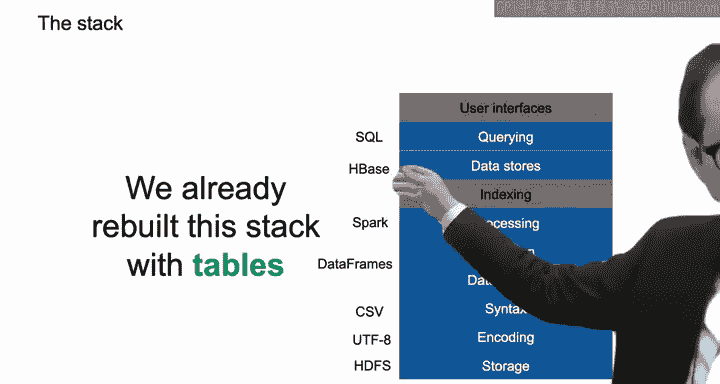 The stack
User interfaces
SQL
Querying
HBase
Data stores
Indexing
We already
rebuilt this stack
with tables
Spark
DataFrames
CSV
UTF-8
Encoding
HDFS
Storage